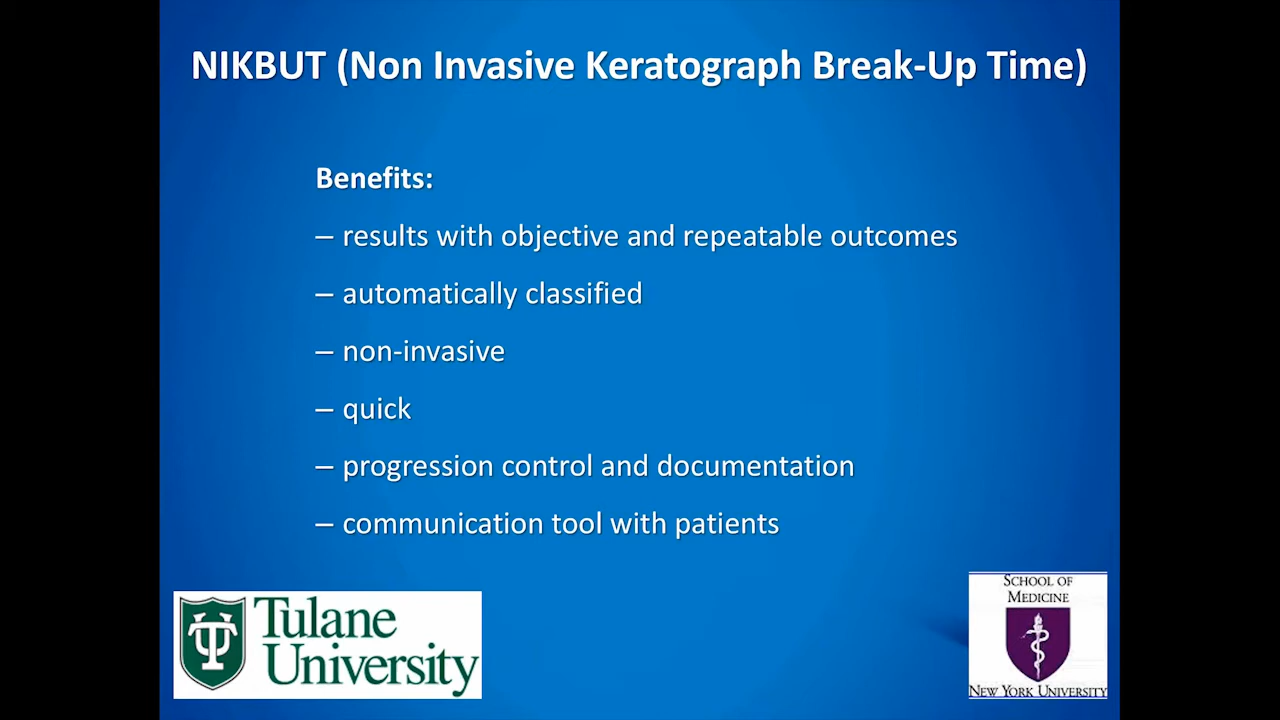 NIKBUT (Non Invasive Keratograph Break-Up Time)
Benefits:
– results with objective and repeatable outcomes
– automatically classified
– non-invasive
– quick
– progression control and documentation
– communication tool with patients
Tulane
University
SCHOOL OF
MEDICINE
NEW YORK UNIVERSITY